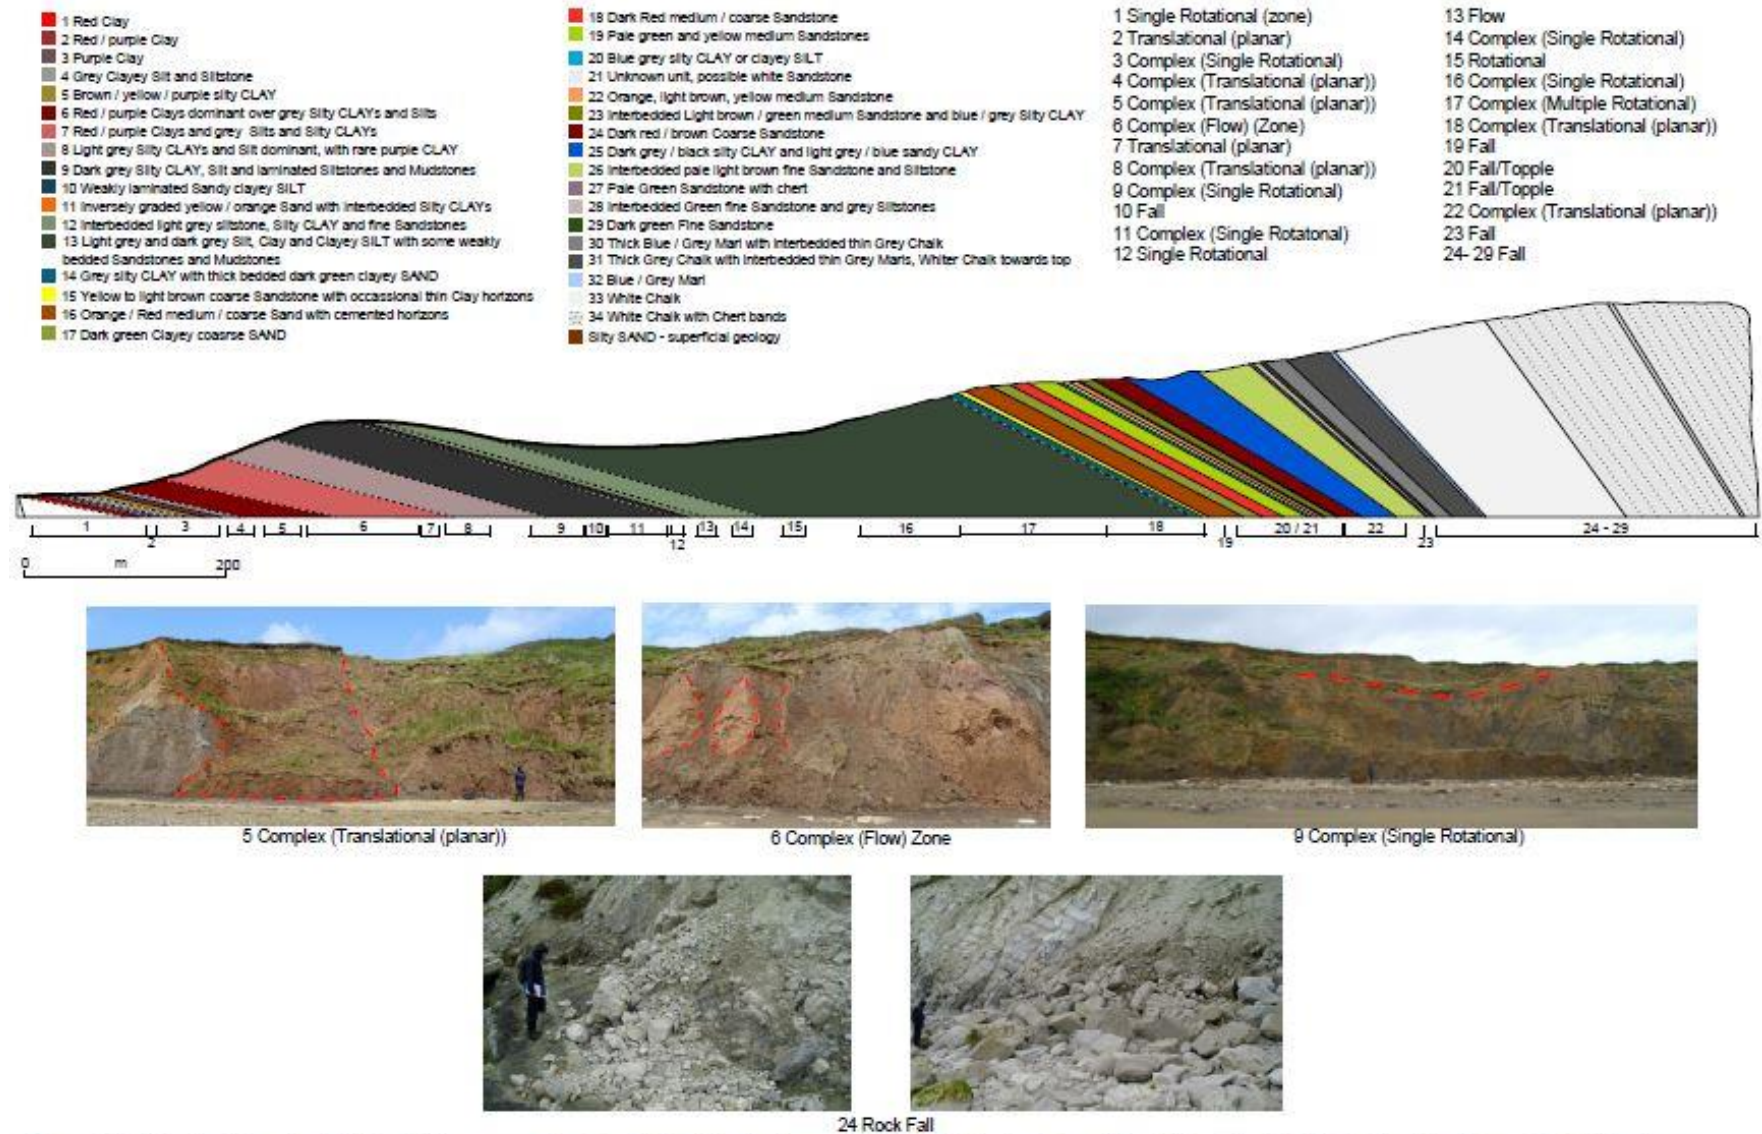 1 Red Clay
2 Red / purple Clay
3 Purple Clay
4 Grey Clayey Silt and Siltstone
5 Brown / yellow / purple silty CLAY
6 Red / purple Clays dominant over grey Silty CLAYs and Silts
7 Red / purple Clays and grey Silts and Silty CLAYs
8 Light grey Silty CLAYs and Silt dominant, with rare purple CLAY
9 Dark grey Silty CLAY, Silt and laminated Siltstones and Mudstones
10 Weakly laminated Sandy clayey SILT
11 Inversely graded yellow / orange Sand with Interbedded Silty CLAYs
12 Interbedded light grey siltstone, Silty CLAY and fine Sandstones
13 Light grey and dark grey Silt, Clay and Clayey SILT with some weakly
bedded Sandstones and Mudstones
14 Grey silty CLAY with thick bedded dark green clayey SAND
15 Yellow to light brown coarse Sandstone with occassional thin Clay horizons
16 Orange / Red medium / coarse Sand with cemented horizons
17 Dark green Clayey coasrse SAND
18 Dark Red medium / coarse Sandstone
19 Pale green and yellow medium Sandstones
20 Blue grey silty CLAY or clayey SILT
21 Unknown unit, possible white Sandstone
22 Orange, light brown, yellow medium Sandstone
23 Interbedded Light brown / green medium Sandstone and blue / grey Silty CLAY
24 Dark red / brown Coarse Sandstone
25 Dark grey / black silty CLAY and light grey / blue sandy CLAY
26 Interbedded pale light brown fine Sandstone and Siltstone
27 Pale Green Sandstone with chert
28 Interbedded Green fine Sandstone and grey Siltstones
29 Dark green Fine Sandstone
30 Thick Blue / Grey Marl with Interbedded thin Grey Chalk
31 Thick Grey Chalk with Interbedded thin Grey Marls, Whiter Chalk towards top
32 Blue / Grey Marl
33 White Chalk
34 White Chalk with Chert bands
Silty SAND - superficial geology
1 Single Rotational (zone)
2 Translational (planar)
3 Complex (Single Rotational)
4 Complex (Translational (planar))
5 Complex (Translational (planar))
6 Complex (Flow) (Zone)
7 Translational (planar)
8 Complex (Translational (planar))
9 Complex (Single Rotational)
10 Fall
11 Complex (Single Rotatonal)
12 Single Rotational
13 Flow
14 Complex (Single Rotational)
15 Rotational
16 Complex (Single Rotational)
17 Complex (Multiple Rotational)
18 Complex (Translational (planar))
19 Fall
20 Fall/Topple
21 Fall/Topple
22 Complex (Translational (planar))
23 Fall
24- 29 Fall
1 2 3 4 5 6 7 8 9 10 11 12 13 14 15 16 17 18 19 20 / 21 22 23 24 - 29
0 m 200
5 Complex (Translational (planar))
6 Complex (Flow) Zone
9 Complex (Single Rotational)
24 Rock Fall